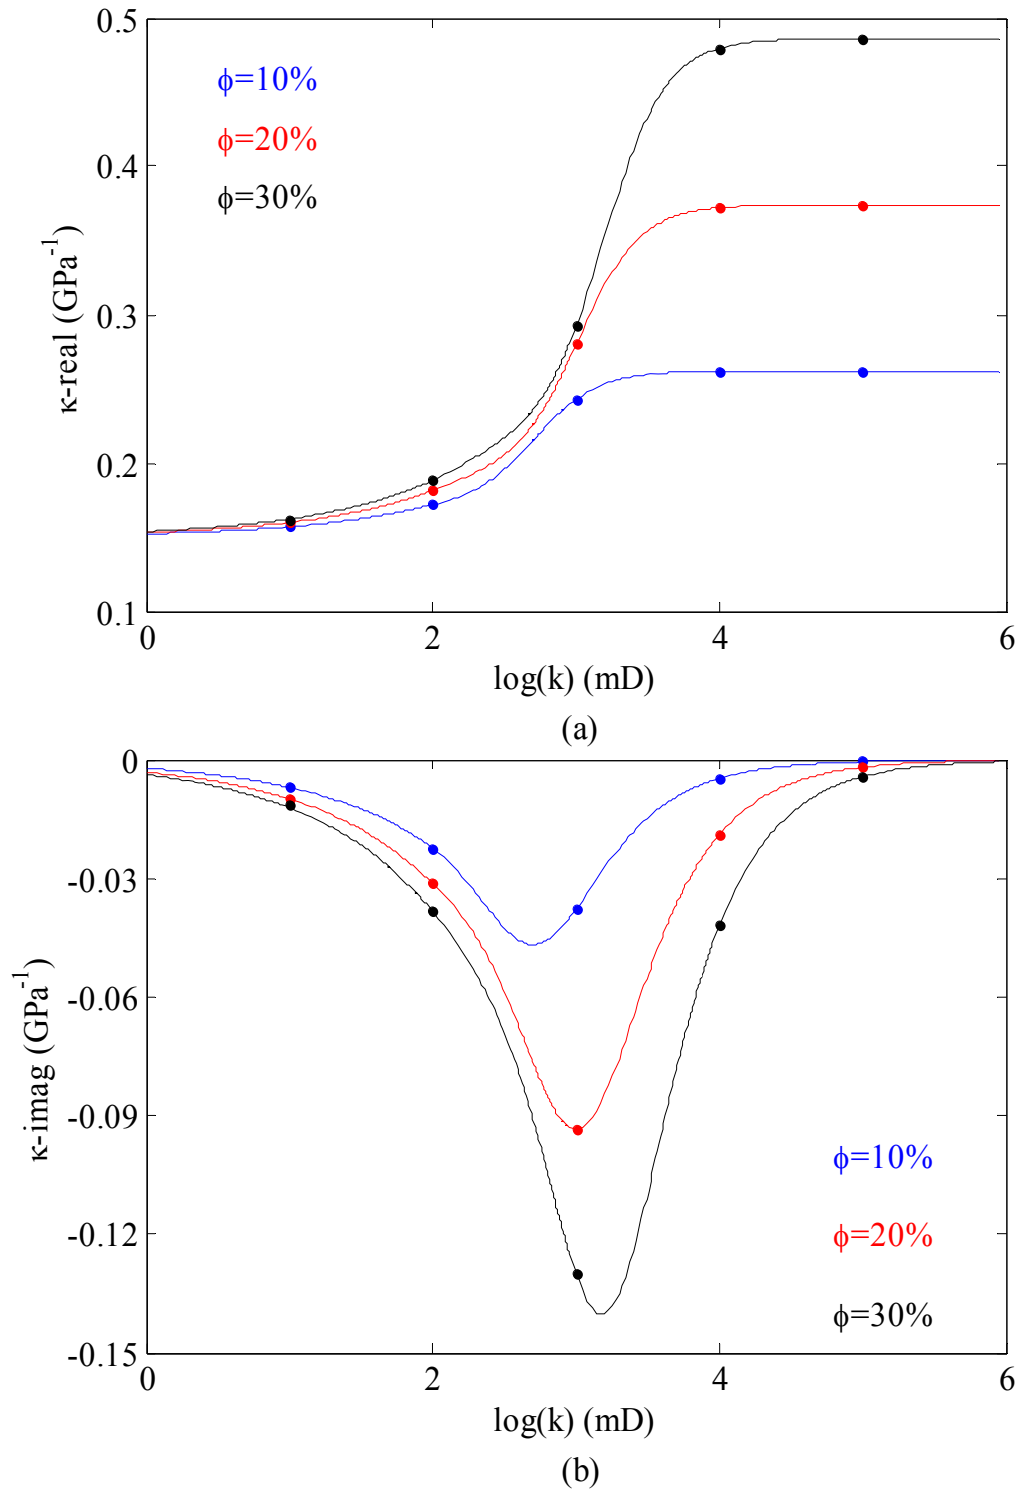 (a)
0.5
0.4
0.3
0.2
0.1
κ-real (GPa⁻¹)
ϕ=10%
ϕ=20%
ϕ=30%
0 2 4 6
log(k) (mD)
(a)
0
-0.03
-0.06
-0.09
-0.12
-0.15
κ-imag (GPa⁻¹)
ϕ=10%
ϕ=20%
ϕ=30%
0 2 4 6
log(k) (mD)
(b)